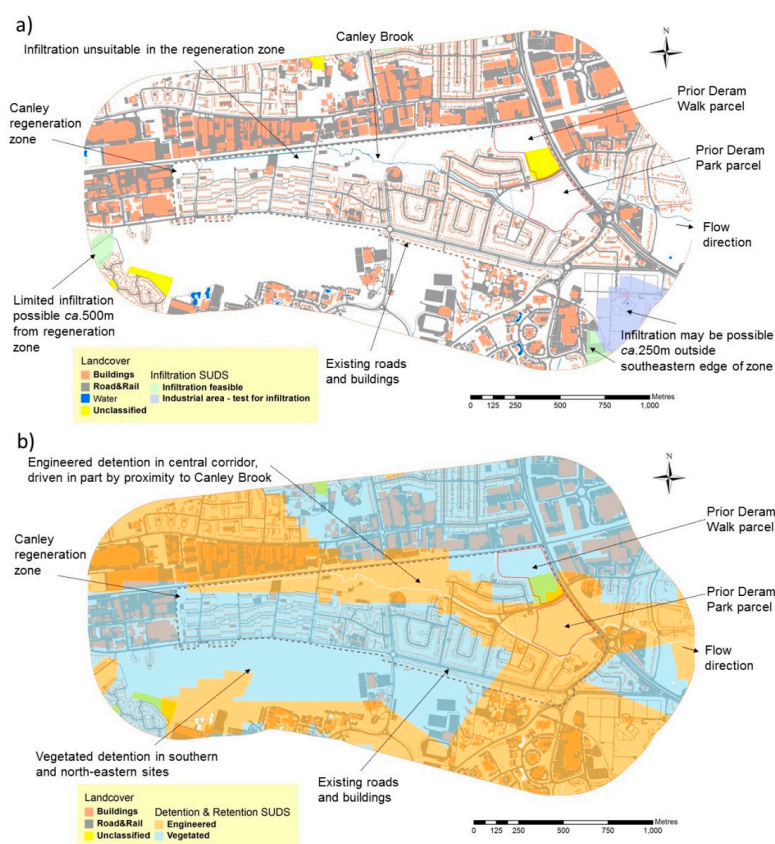 a)
Infiltration unsuitable in the regeneration zone
Canley Brook
N
Canley
regeneration
zone
Prior Deram
Walk parcel
Prior Deram
Park parcel
Flow
direction
Limited infiltration
possible ca.500m
from regeneration
zone
Existing roads
and buildings
Infiltration may be possible
ca.250m outside
southeastern edge of zone
Landcover
Buildings
Road&Rail
Water
Unclassified
Infiltration SUDS
Infiltration feasible
Industrial area - test for infiltration
Metres
0 125 250 500 750 1,000
b)
Engineered detention in central corridor,
driven in part by proximity to Canley Brook
N
Canley
regeneration
zone
Prior Deram
Walk parcel
Prior Deram
Park parcel
Flow
direction
Vegetated detention in southern
and north-eastern sites
Existing roads
and buildings
Landcover
Buildings
Road&Rail
Unclassified
Detention & Retention SUDS
Engineered
Vegetated
Metres
0 125 250 500 750 1,000